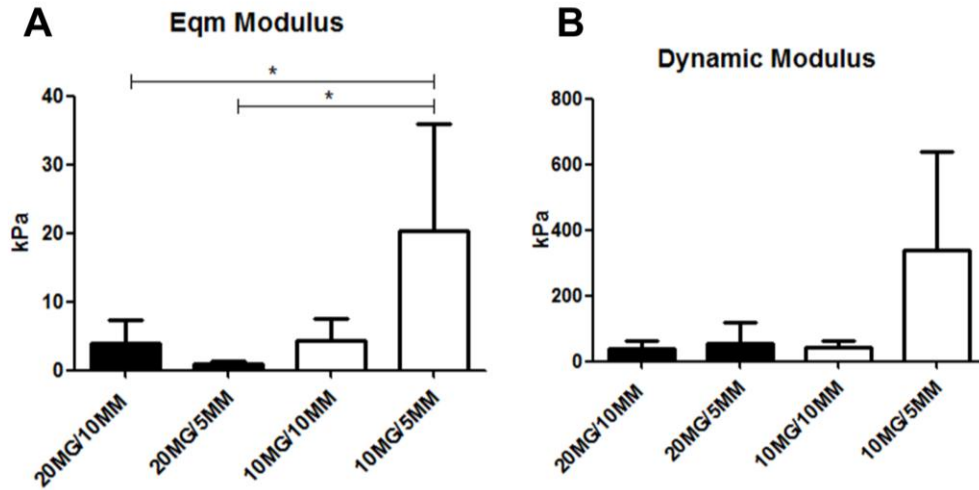 A
Eqm Modulus
*
*
40
30
20
10
0
kPa
20MG/10MM
20MG/5MM
10MG/10MM
10MG/5MM
B
Dynamic Modulus
800
600
400
200
0
kPa
20MG/10MM
20MG/5MM
10MG/10MM
10MG/5MM